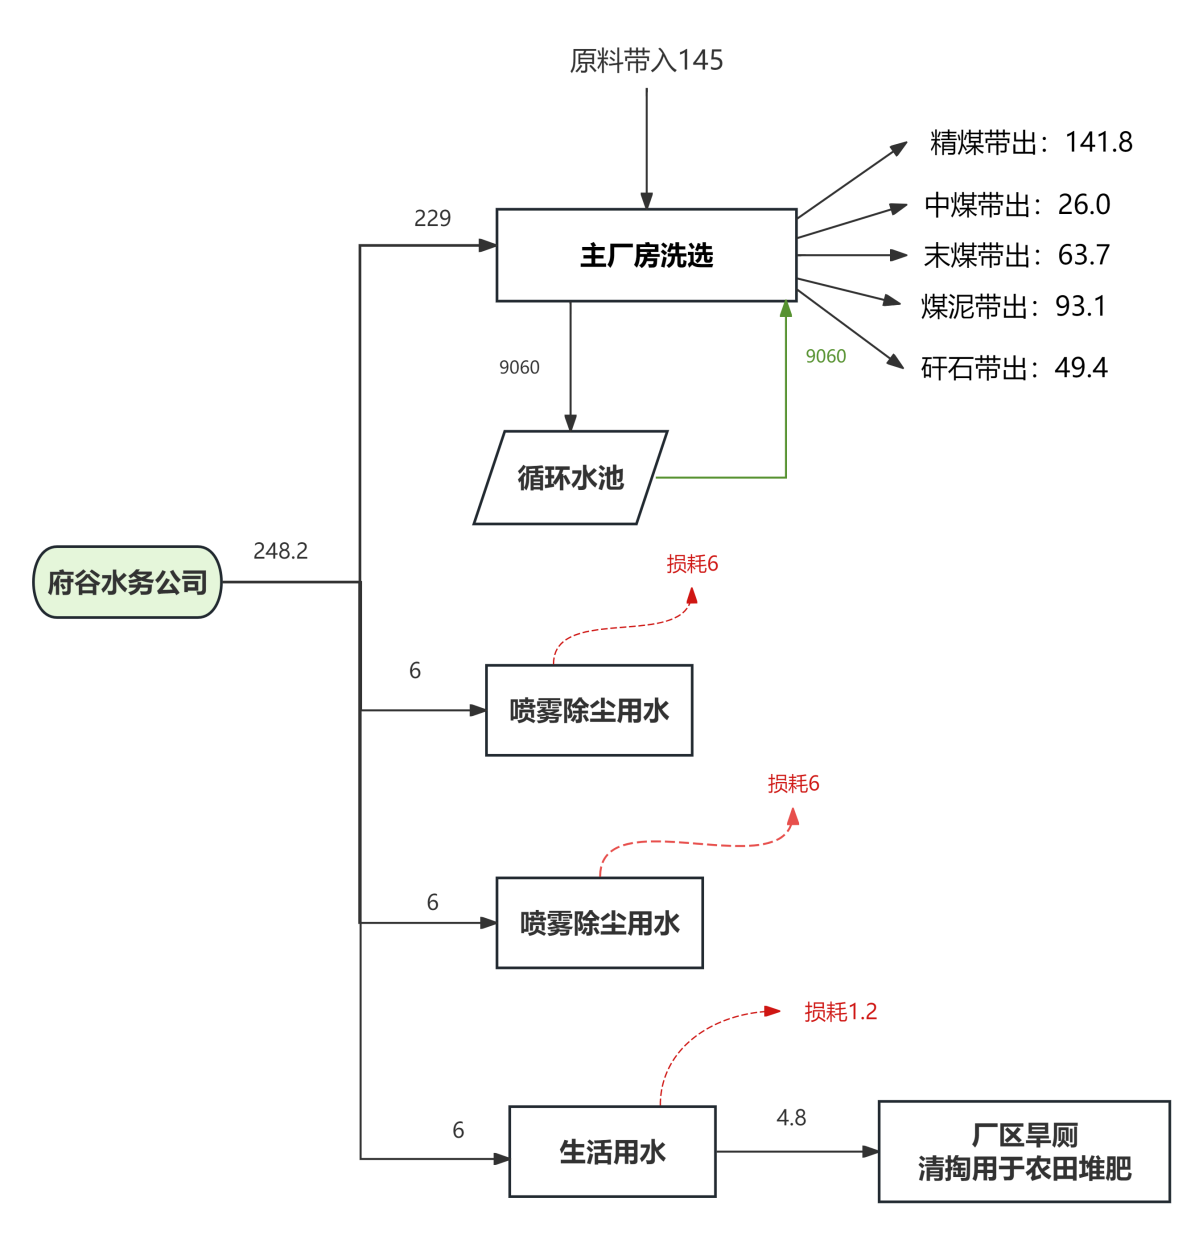 原料带入145
精煤带出：141.8
中煤带出：26.0
229
主厂房洗选
末煤带出：63.7
煤泥带出：93.1
9060
9060
矸石带出：49.4
循环水池
248.2
府谷水务公司
损耗6
6
喷雾除尘用水
损耗6
6
喷雾除尘用水
损耗1.2
6
生活用水
4.8
厂区旱厕
清掏用于农田堆肥